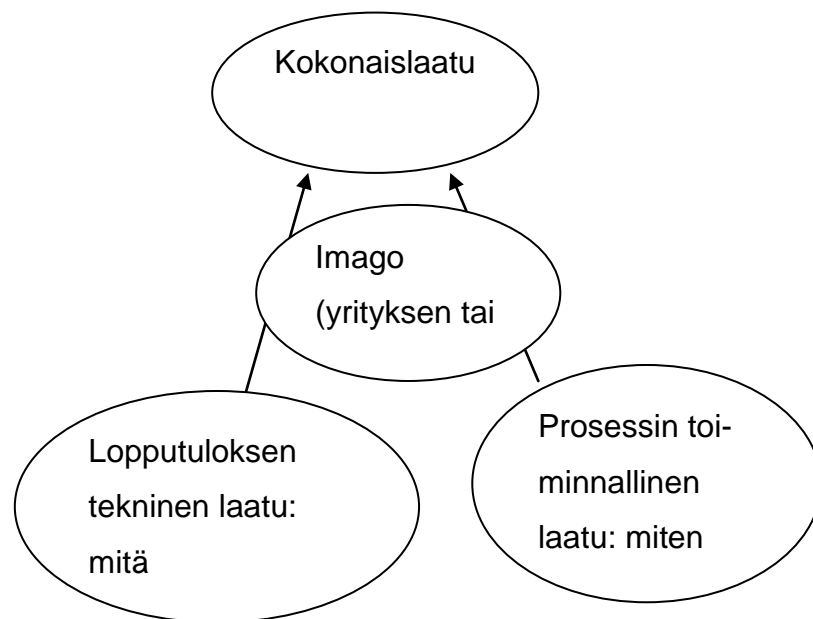 Kokonaislaatu
Imago
(yrityksen tai
Lopputuloksen
tekninen laatu:
mitä
Prosessin toi-
minnallinen
laatu: miten